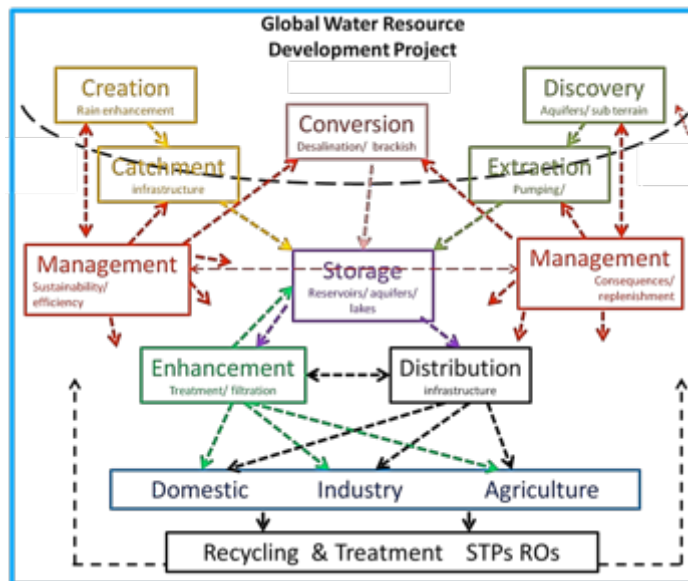 Global Water Resource
Development Project
Creation
Rain enhancement
Discovery
Aquifers/ sub terrain
Conversion
Desalination/ brackish
Catchment
infrastructure
Extraction
Pumping/
Management
Sustainability/
efficiency
Storage
Reservoirs/ aquifers/
lakes
Management
Consequences/
replenishment
Enhancement
Treatment/ filtration
Distribution
infrastructure
Domestic Industry Agriculture
Recycling & Treatment STPs ROs